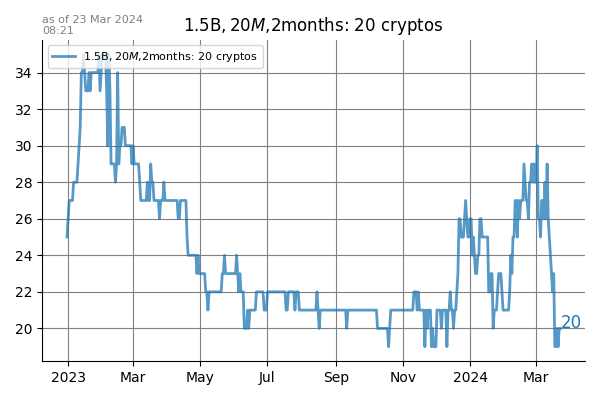 as of 23 Mar 2024
08:21
1.5B, 20M,2months: 20 cryptos
1.5B, 20M,2months: 20 cryptos
34
32
30
28
26
24
22
20
20
2023
Mar
May
Jul
Sep
Nov
2024
Mar